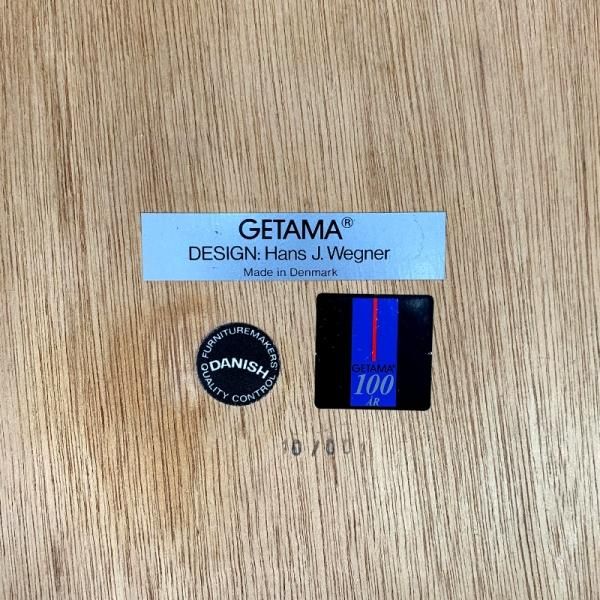 GETAMA®
DESIGN: Hans J. Wegner
Made in Denmark
FURNITUREMAKERS'
DANISH
QUALITY CONTROL
GETAMA®
100
ÅR